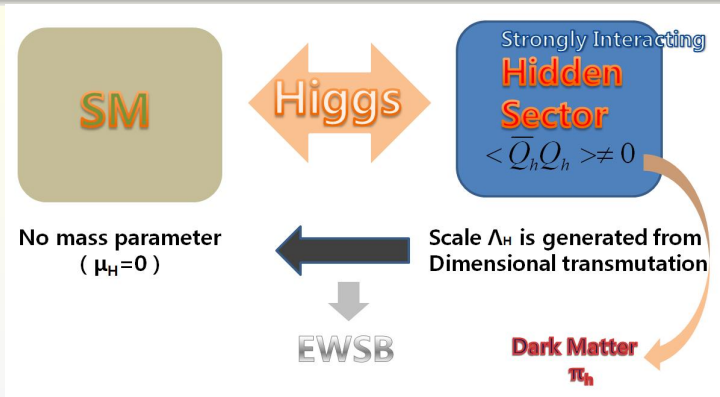 SM
Higgs
Strongly Interacting
Hidden
Sector
< Q̅ₕQₕ >≠ 0
No mass parameter
( μH=0 )
Scale ΛH is generated from
Dimensional transmutation
EWSB
Dark Matter
πh